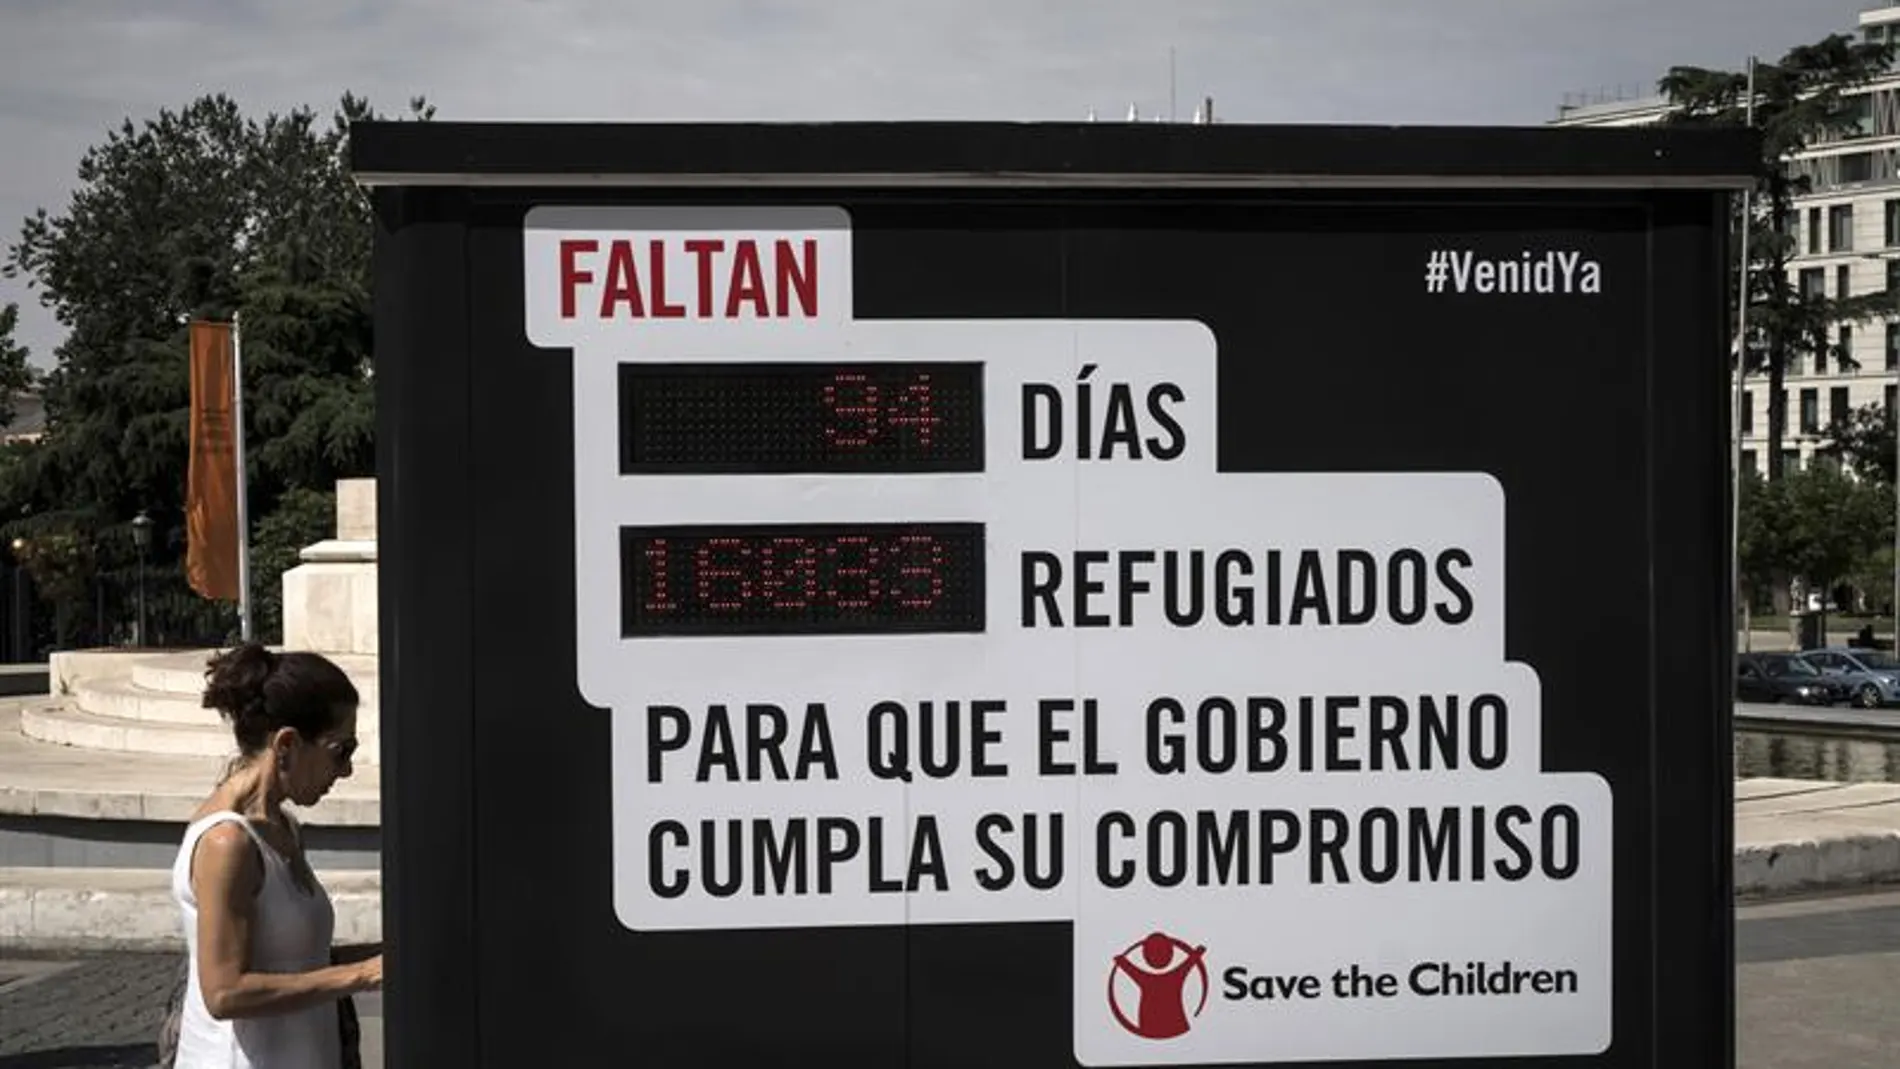 FALTAN
#VenidYa
94 DÍAS
16033 REFUGIADOS
PARA QUE EL GOBIERNO
CUMPLA SU COMPROMISO
Save the Children